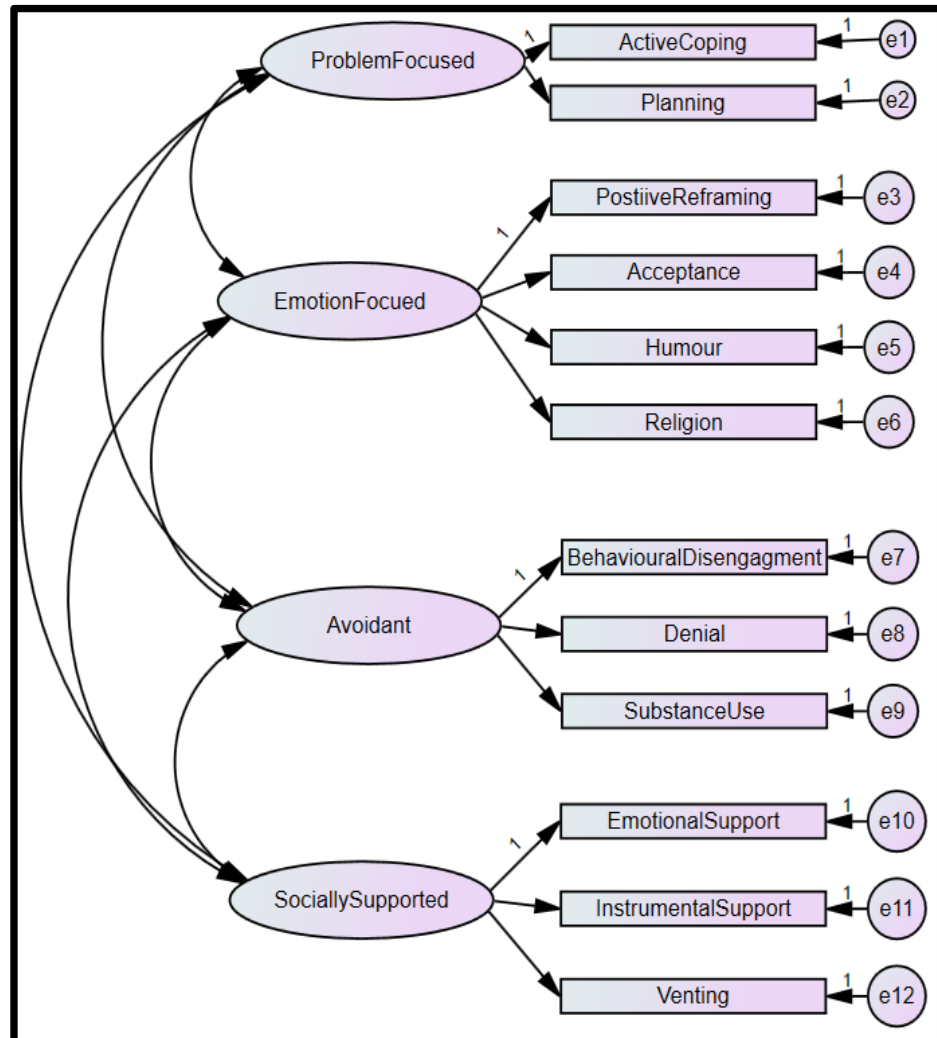 ProblemFocused
1
ActiveCoping
1
e1
Planning
1
e2
EmotionFocued
1
PostiiveReframing
1
e3
Acceptance
1
e4
Humour
1
e5
Religion
1
e6
Avoidant
1
BehaviouralDisengagment
1
e7
Denial
1
e8
SubstanceUse
1
e9
SociallySupported
1
EmotionalSupport
1
e10
InstrumentalSupport
1
e11
Venting
1
e12